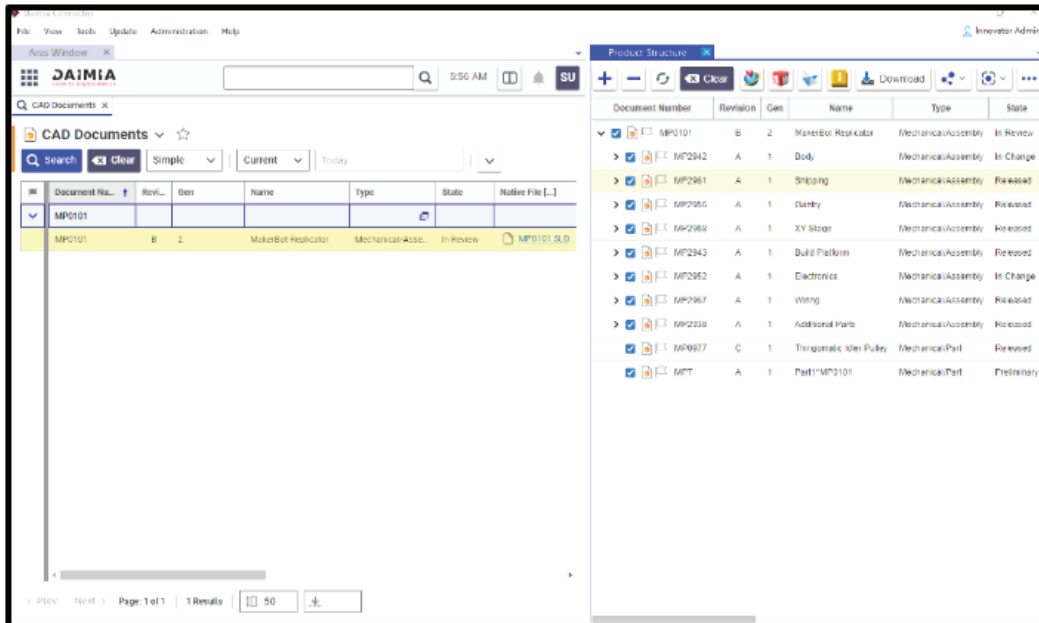 Daimia Connector
File View Tools Update Administration Help
Innovator Admin
Aras Window
DAIMIA
5:56 AM
SU
CAD Documents
CAD Documents
Search Clear Simple Current Today
Document Na... Revi... Gen Name Type State Native File [...]
MP0101
MP0101 B 2 MakerBot Replicator Mechanical/Asse... In Review MP0101.SLD
< Prev Next > Page: 1 of 1 1 Results 50
Product Structure
Clear Download
Document Number Revision Gen Name Type State
MP0101 B 2 MakerBot Replicator Mechanical/Assembly In Review
MP2942 A 1 Body Mechanical/Assembly In Change
MP2961 A 1 Shipping Mechanical/Assembly Released
MP2956 A 1 Gantry Mechanical/Assembly Released
MP2968 A 1 XY Stage Mechanical/Assembly Released
MP2943 A 1 Build Platform Mechanical/Assembly Released
MP2952 A 1 Electronics Mechanical/Assembly In Change
MP2967 A 1 Wiring Mechanical/Assembly Released
MP2938 A 1 Additional Parts Mechanical/Assembly Released
MP0977 C 1 Thingomatic Idler Pulley Mechanical/Part Released
MPT A 1 Part1^MP0101 Mechanical/Part Preliminary